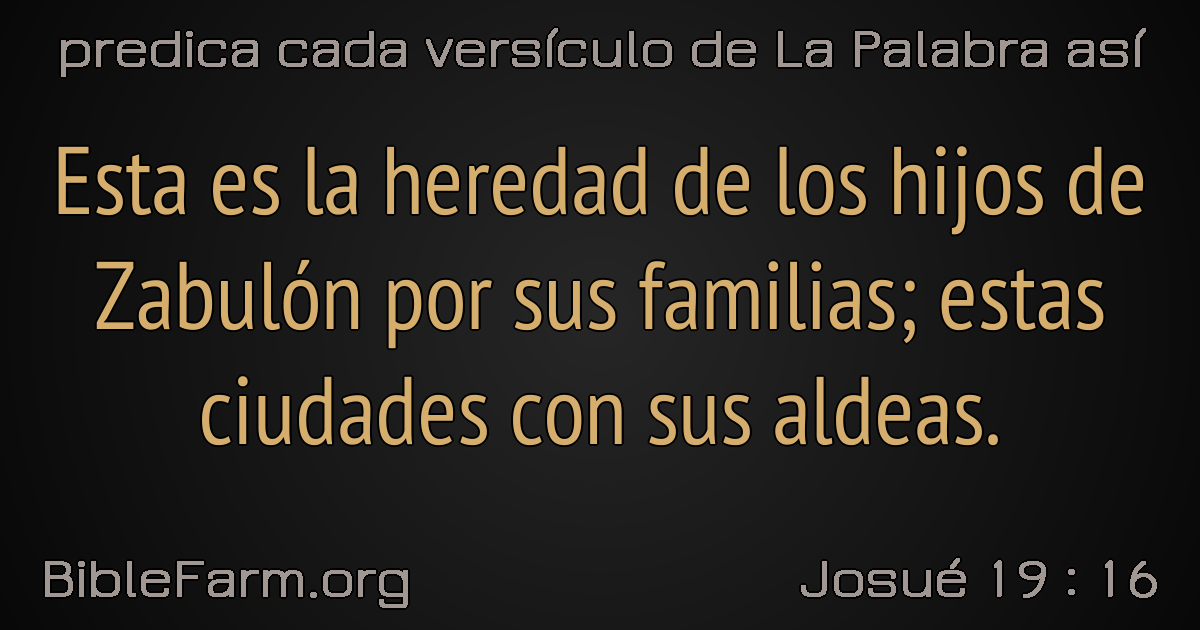 predica cada versículo de La Palabra así
Esta es la heredad de los hijos de
Zabulón por sus familias; estas
ciudades con sus aldeas.
BibleFarm.org
Josué 19 : 16